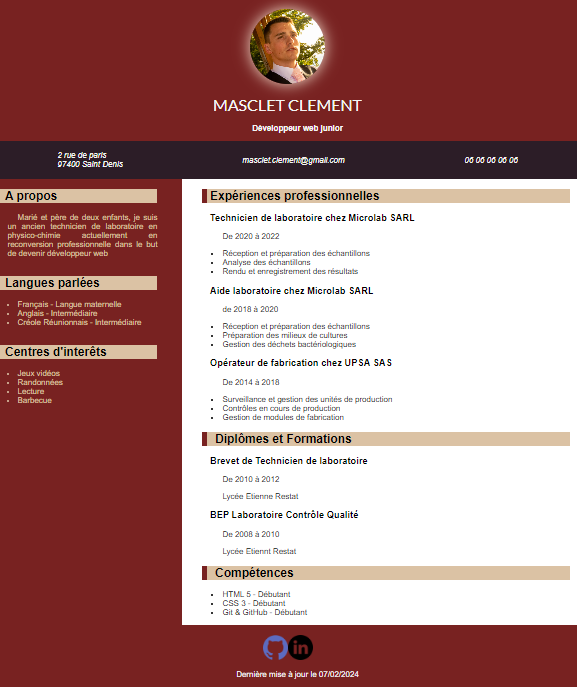 MASCLET CLEMENT
Développeur web junior
2 rue de paris
97400 Saint Denis
masclet.clement@gmail.com
06 06 06 06 06
A propos
Marié et père de deux enfants, je suis
un ancien technicien de laboratoire en
physico-chimie actuellement en
reconversion professionnelle dans le but
de devenir développeur web
Langues parlées
Français - Langue maternelle
Anglais - Intermédiaire
Créole Réunionnais - Intermédiaire
Centres d'interêts
Jeux vidéos
Randonnées
Lecture
Barbecue
Expériences professionnelles
Technicien de laboratoire chez Microlab SARL
De 2020 à 2022
Réception et préparation des échantillons
Analyse des échantillons
Rendu et enregistrement des résultats
Aide laboratoire chez Microlab SARL
de 2018 à 2020
Réception et préparation des échantillons
Préparation des milieux de cultures
Gestion des déchets bactériologiques
Opérateur de fabrication chez UPSA SAS
De 2014 à 2018
Surveillance et gestion des unités de production
Contrôles en cours de production
Gestion de modules de fabrication
Diplômes et Formations
Brevet de Technicien de laboratoire
De 2010 à 2012
Lycée Etienne Restat
BEP Laboratoire Contrôle Qualité
De 2008 à 2010
Lycée Etiennt Restat
Compétences
HTML 5 - Débutant
CSS 3 - Débutant
Git & GitHub - Débutant
in
Dernière mise à jour le 07/02/2024